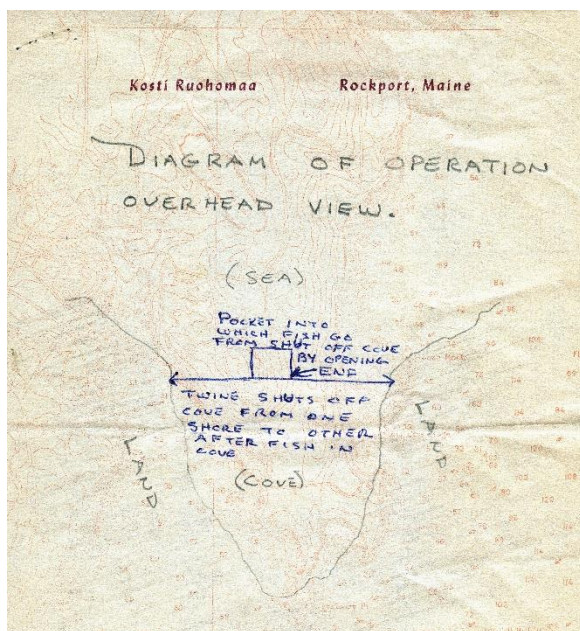 Kosti Ruohomaa Rockport, Maine
DIAGRAM OF OPERATION
OVERHEAD VIEW.
(SEA)
POCKET INTO
WHICH FISH GO
FROM SHUT OFF COVE
BY OPENING
END
TWINE SHUTS OFF
COVE FROM ONE
SHORE TO OTHER
AFTER FISH IN
COVE
LAND
LAND
(COVE)